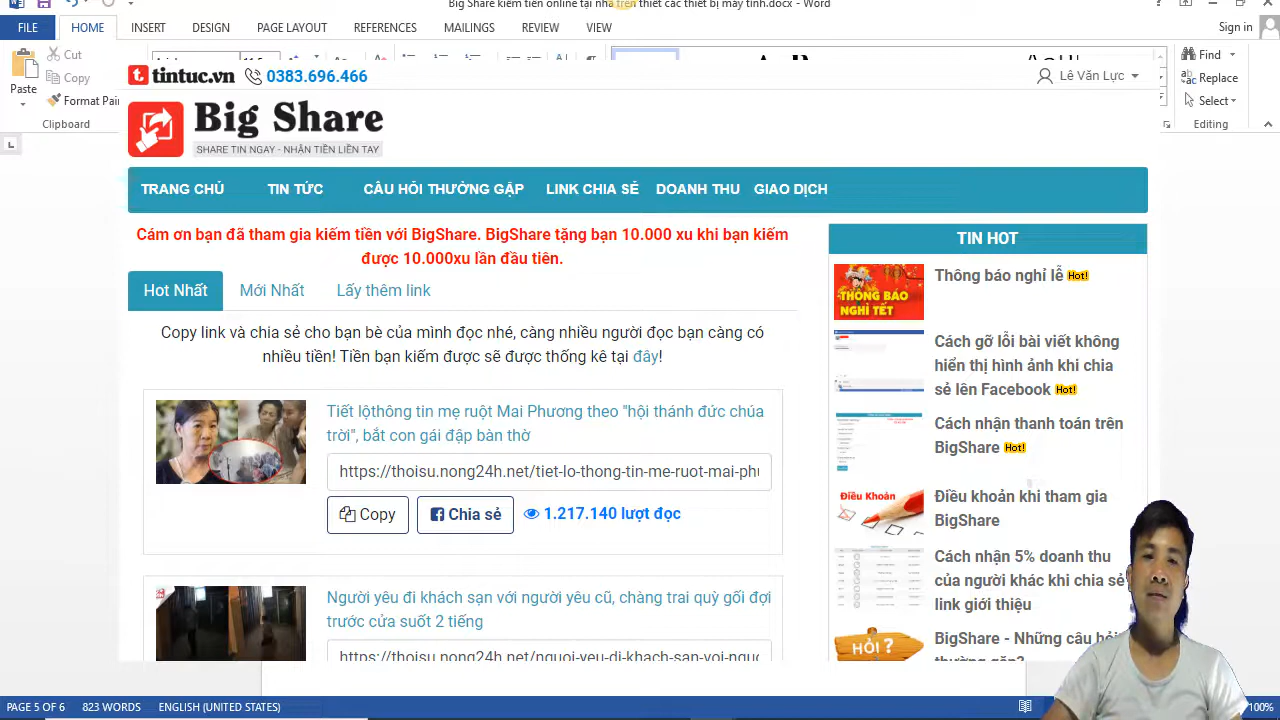 Big Share kiếm tiền online tại nhà trên thiết các thiết bị máy tính.docx - Word
FILE
HOME
INSERT
DESIGN
PAGE LAYOUT
REFERENCES
MAILINGS
REVIEW
VIEW
Sign in
Cut
Copy
Format Pai
Paste
Clipboard
Find
Replace
Select
Editing
t tintuc.vn 0383.696.466
Lê Văn Lực
Big Share
SHARE TIN NGAY - NHẬN TIỀN LIỀN TAY
TRANG CHỦ TIN TỨC CÂU HỎI THƯỜNG GẶP LINK CHIA SẺ DOANH THU GIAO DỊCH
Cám ơn bạn đã tham gia kiếm tiền với BigShare. BigShare tặng bạn 10.000 xu khi bạn kiếm
được 10.000xu lần đầu tiên.
Hot Nhất Mới Nhất Lấy thêm link
Copy link và chia sẻ cho bạn bè của mình đọc nhé, càng nhiều người đọc bạn càng có
nhiều tiền! Tiền bạn kiếm được sẽ được thống kê tại đây!
Tiết lộthông tin mẹ ruột Mai Phương theo "hội thánh đức chúa
trời", bắt con gái đập bàn thờ
https://thoisu.nong24h.net/tiet-lo-thong-tin-me-ruot-mai-phu
Copy Chia sẻ 1.217.140 lượt đọc
Người yêu đi khách sạn với người yêu cũ, chàng trai quỳ gối đợi
trước cửa suốt 2 tiếng
https://thoisu.nong24h.net/nguoi-yeu-di-khach-san-voi-nguo
TIN HOT
THÔNG BÁO
NGHỈ TẾT
Thông báo nghỉ lễ Hot!
Cách gỡ lỗi bài viết không
hiển thị hình ảnh khi chia
sẻ lên Facebook Hot!
Cách nhận thanh toán trên
BigShare Hot!
Điều Khoản
Điều khoản khi tham gia
BigShare
Cách nhận 5% doanh thu
của người khác khi chia sẻ
link giới thiệu
HỎI ?
BigShare - Những câu hỏi
thường gặp?
PAGE 5 OF 6 823 WORDS ENGLISH (UNITED STATES)
100%